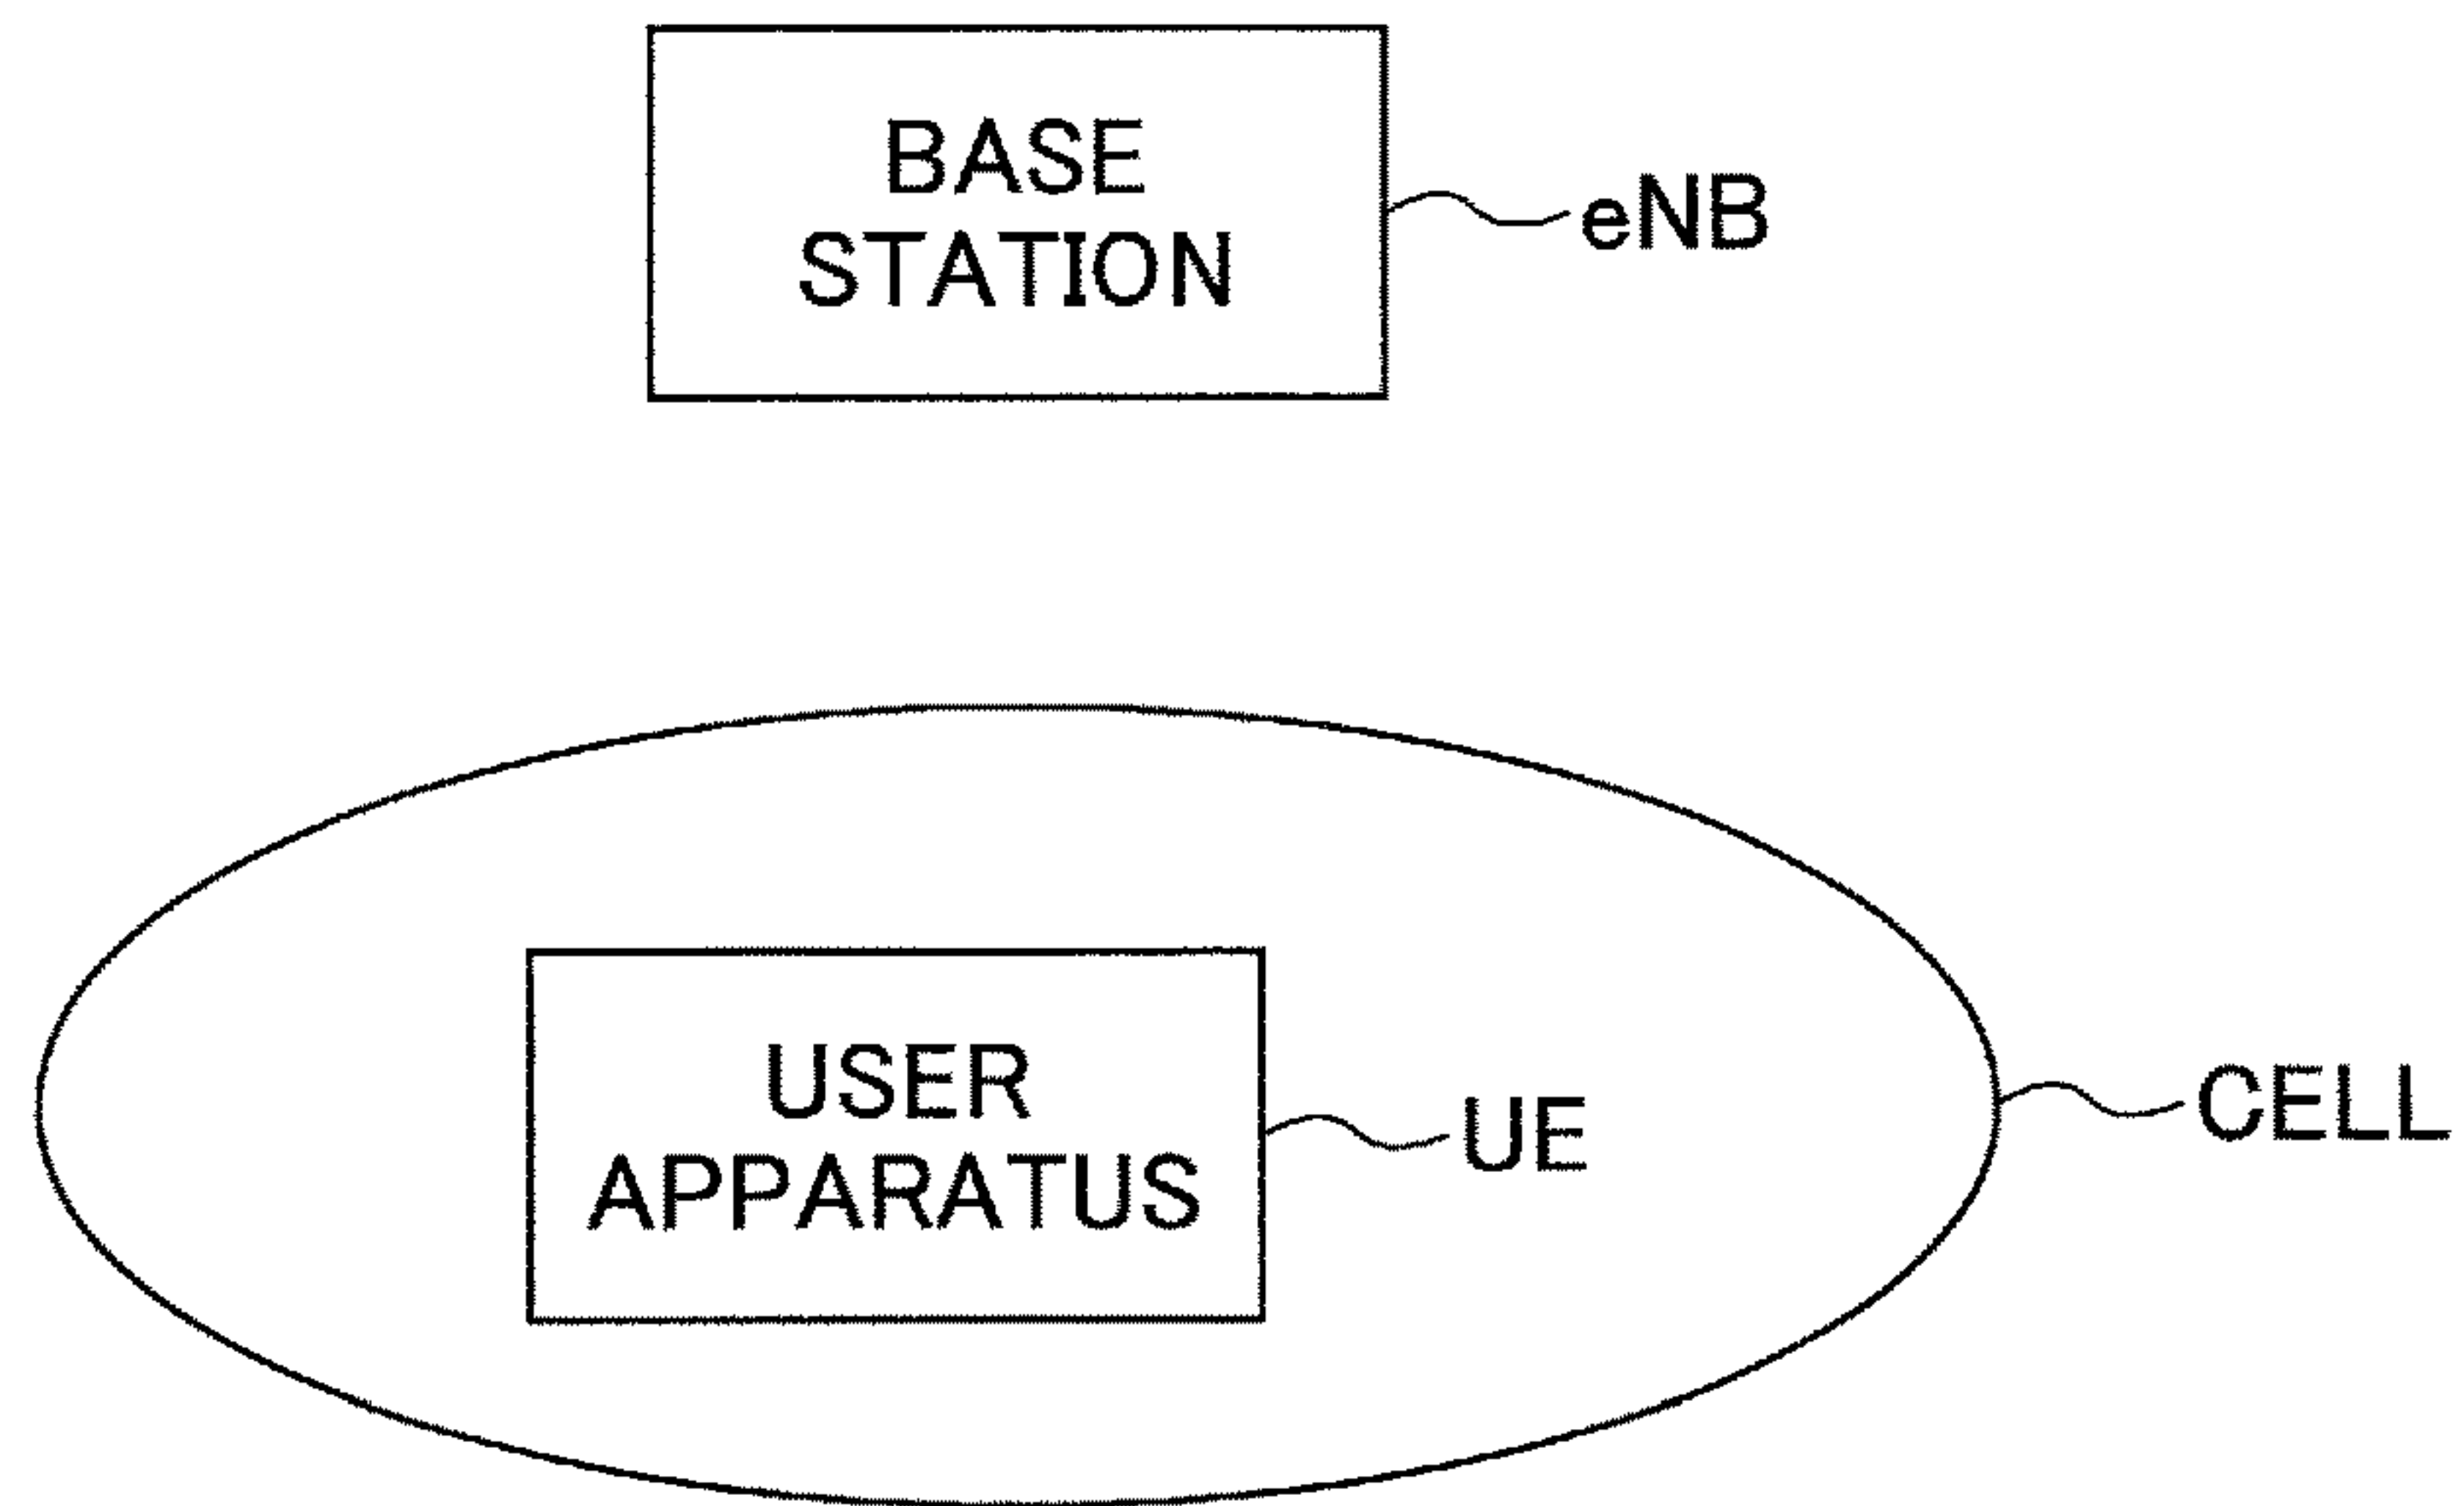 BASE
STATION
eNB
USER
APPARATUS
UE
CELL